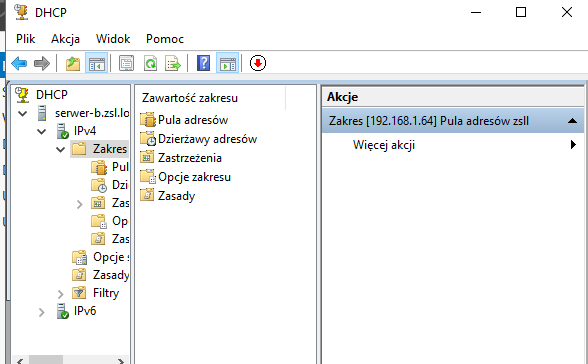 DHCP
Plik Akcja Widok Pomoc
DHCP
serwer-b.zsl.lo
IPv4
Zakres
Pul
Dzi
Zas
Op
Zas
Opcje s
Zasady
Filtry
IPv6
Zawartość zakresu
Pula adresów
Dzierżawy adresów
Zastrzeżenia
Opcje zakresu
Zasady
Akcje
Zakres [192.168.1.64] Pula adresów zsll
Więcej akcji